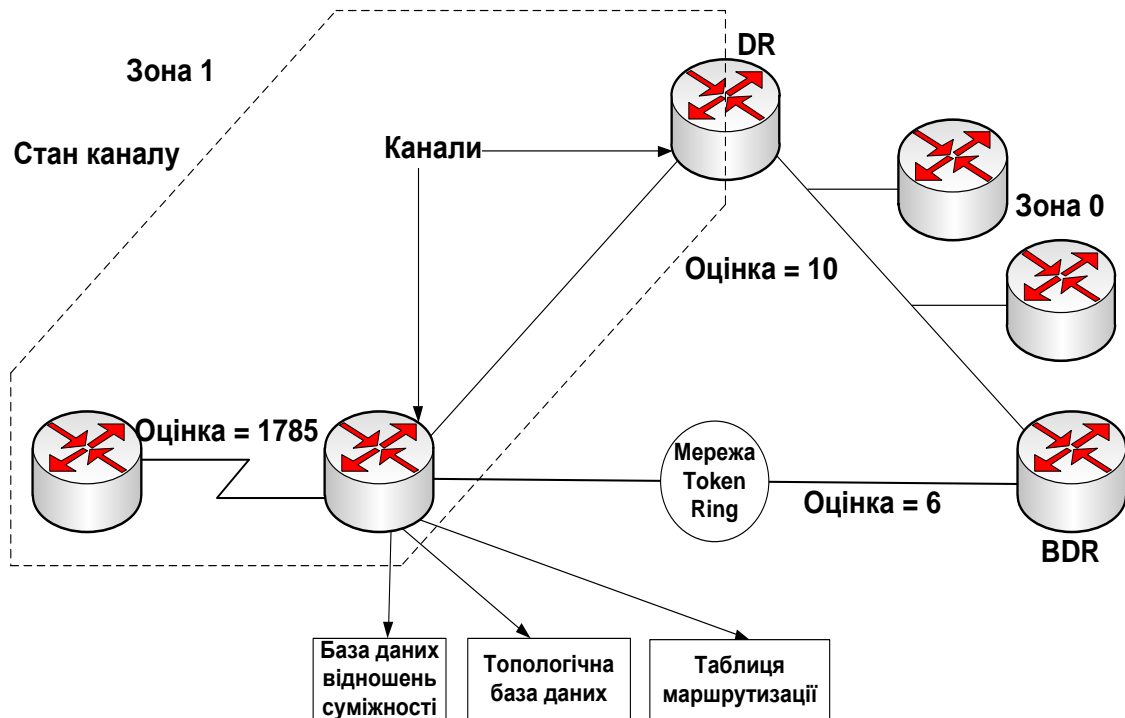 DR
Зона 1
Стан каналу
Канали
Зона 0
Оцінка = 10
Оцінка = 1785
Мережа
Token
Ring
Оцінка = 6
BDR
База даних
відношень
суміжності
Топологічна
база даних
Таблиця
маршрутизації